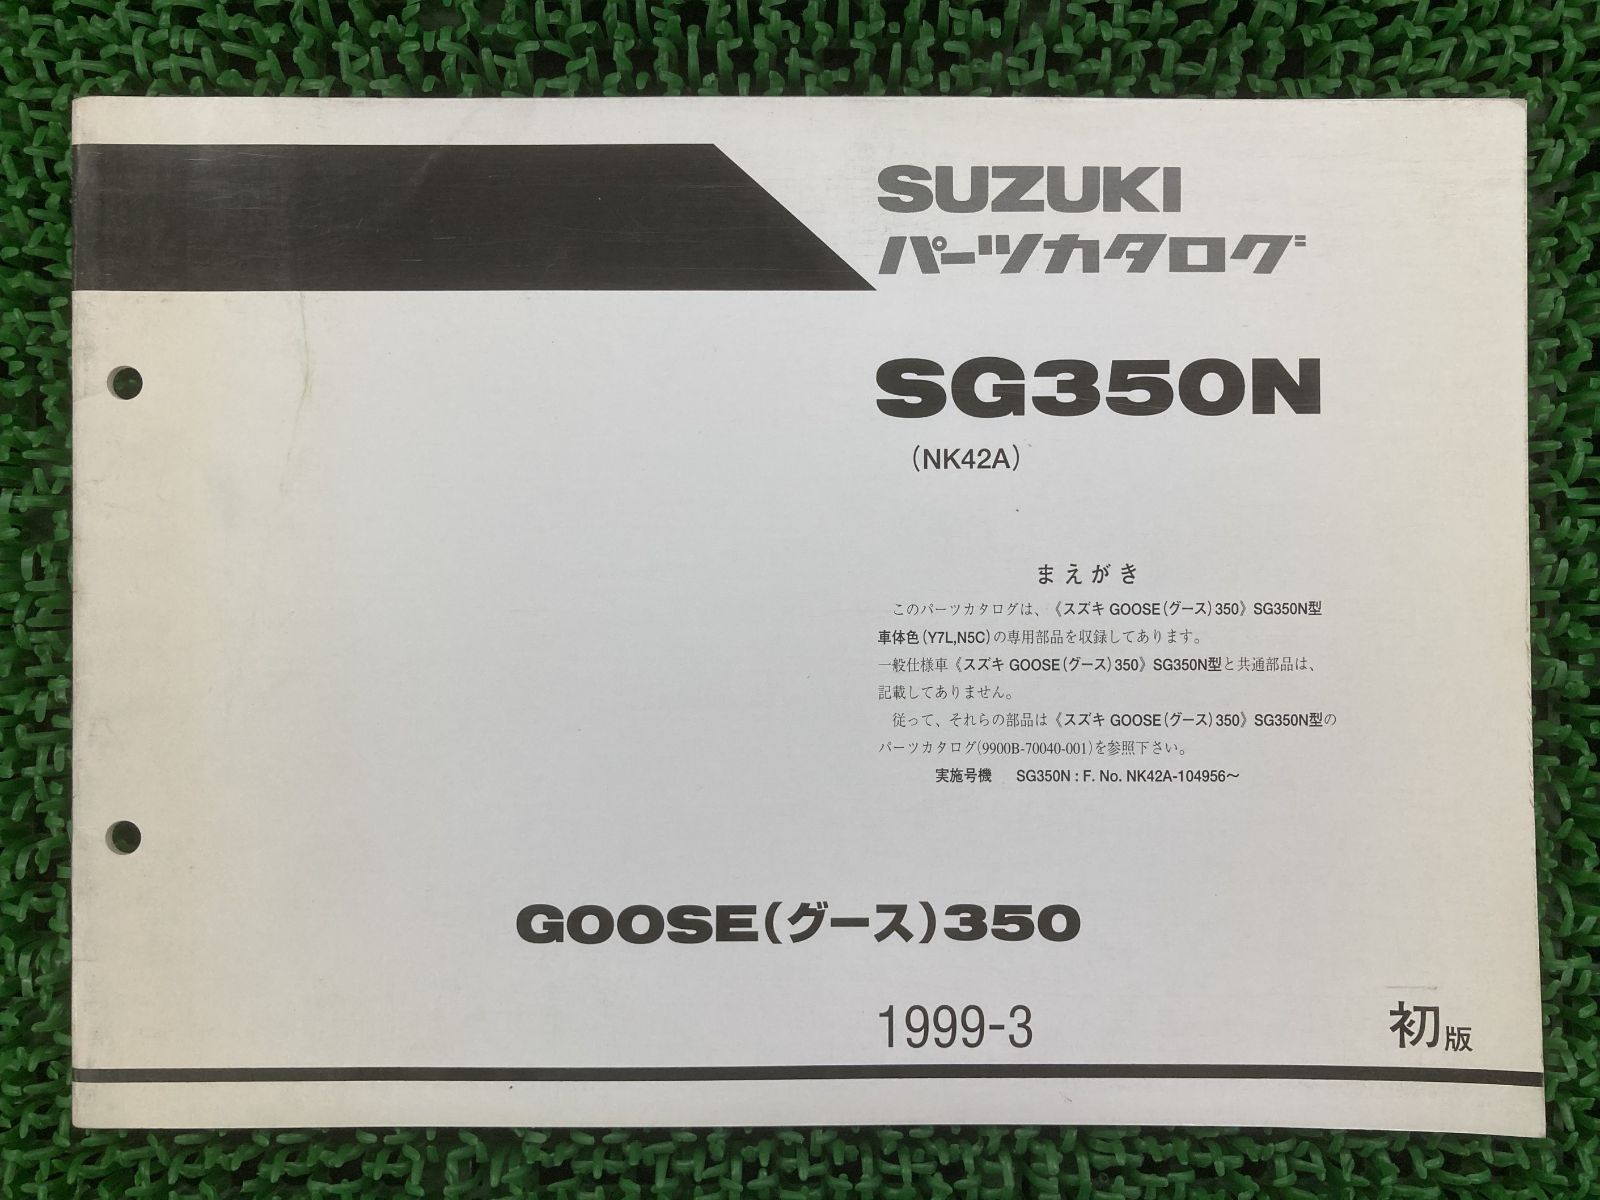 SUZUKI
パーツカタログ
SG350N
(NK42A)
まえがき
このパーツカタログは、《スズキ GOOSE(グース)350》SG350N型
車体色(Y7L,N5C)の専用部品を収録してあります。
一般仕様車《スズキ GOOSE(グース)350》SG350N型と共通部品は、
記載してありません。
従って、それらの部品は《スズキ GOOSE(グース)350》SG350N型の
パーツカタログ(9900B-70040-001)を参照下さい。
実施号機 SG350N : F. No. NK42A-104956〜
GOOSE(グース)350
1999-3
初版